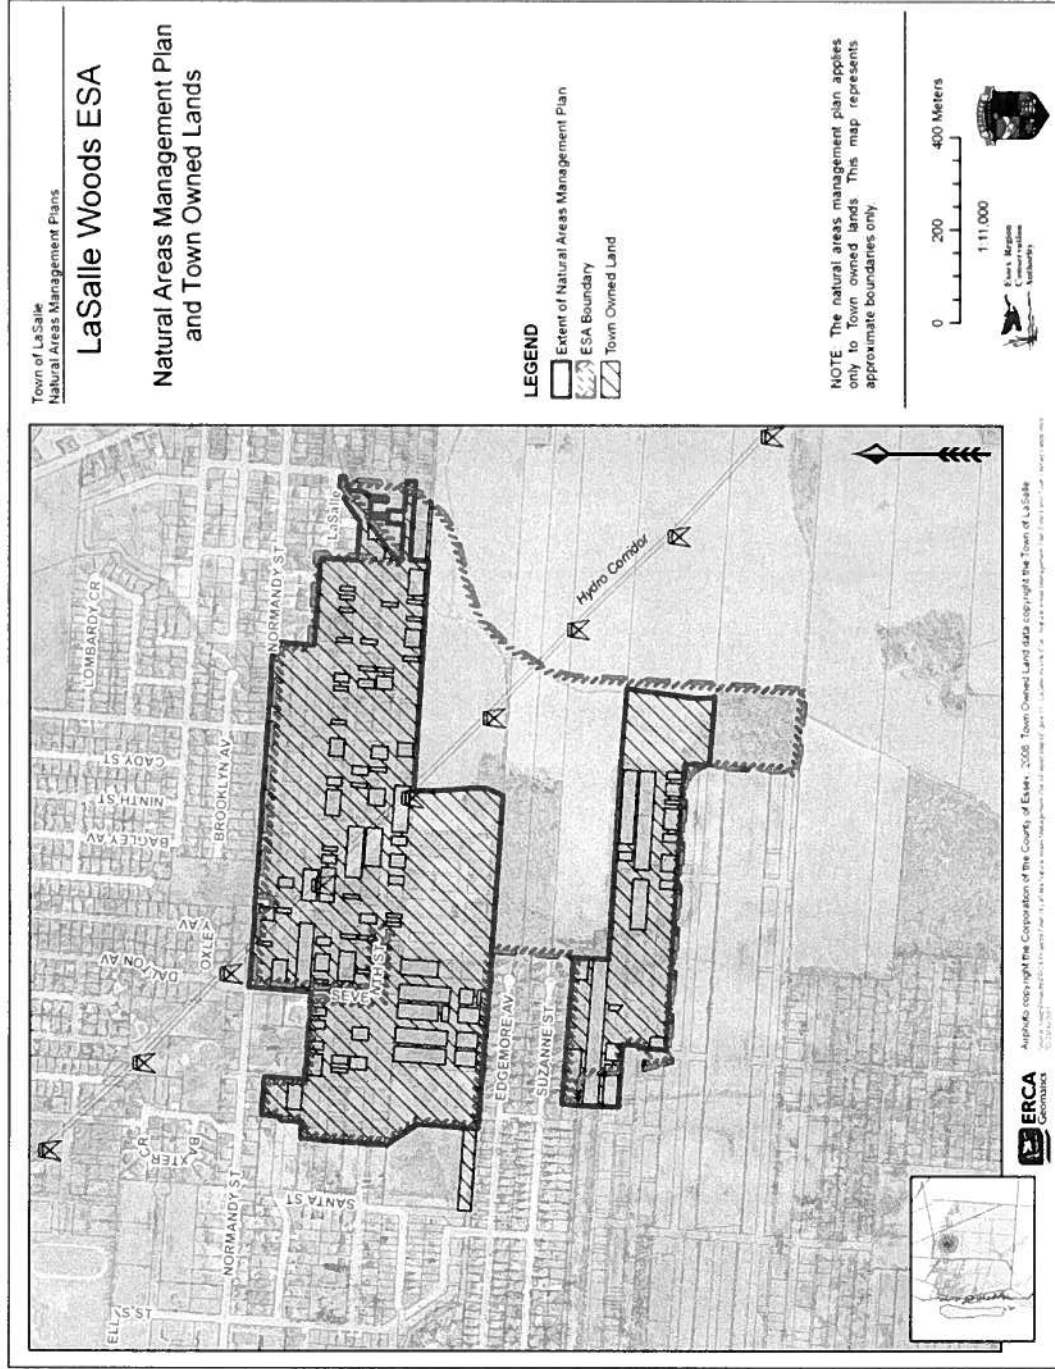 Town of LaSalle
Natural Areas Management Plans
LaSalle Woods ESA
Natural Areas Management Plan
and Town Owned Lands
LEGEND
Extent of Natural Areas Management Plan
ESA Boundary
Town Owned Land
NOTE: The natural areas management plan applies
only to Town owned lands. This map represents
approximate boundaries only.
0 200 400 Meters
1:11,000
Essex Region
Conservation
Authority
LOMBARDY CR
CADY ST
NINTH ST
BAGLEY AV
BROOKLYN AV
NORMANDY ST
LaSalle
OXLEY AV
DALTON AV
SEVENTH ST
BAXTER CR
NORMANDY ST
SANTA ST
EDGEMORE AV
SUZANNE ST
Hydro Corridor
ERCA
Geomatics
Airphoto copyright the Corporation of the County of Essex, 2006. Town Owned Land data copyright the Town of LaSalle